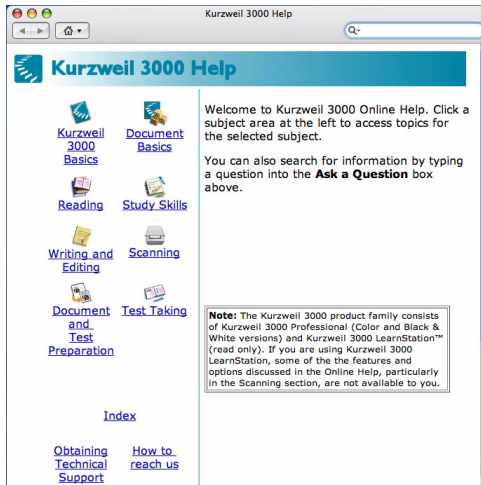 Kurzweil 3000 Help
Kurzweil 3000 Help
Kurzweil
3000
Basics
Document
Basics
Reading
Study Skills
Writing and
Editing
Scanning
Document
and
Test
Preparation
Test Taking
Index
Obtaining
Technical
Support
How to
reach us
Welcome to Kurzweil 3000 Online Help. Click a
subject area at the left to access topics for
the selected subject.
You can also search for information by typing
a question into the Ask a Question box
above.
Note: The Kurzweil 3000 product family consists
of Kurzweil 3000 Professional (Color and Black &
White versions) and Kurzweil 3000 LearnStation™
(read only). If you are using Kurzweil 3000
LearnStation, some of the the features and
options discussed in the Online Help, particularly
in the Scanning section, are not available to you.